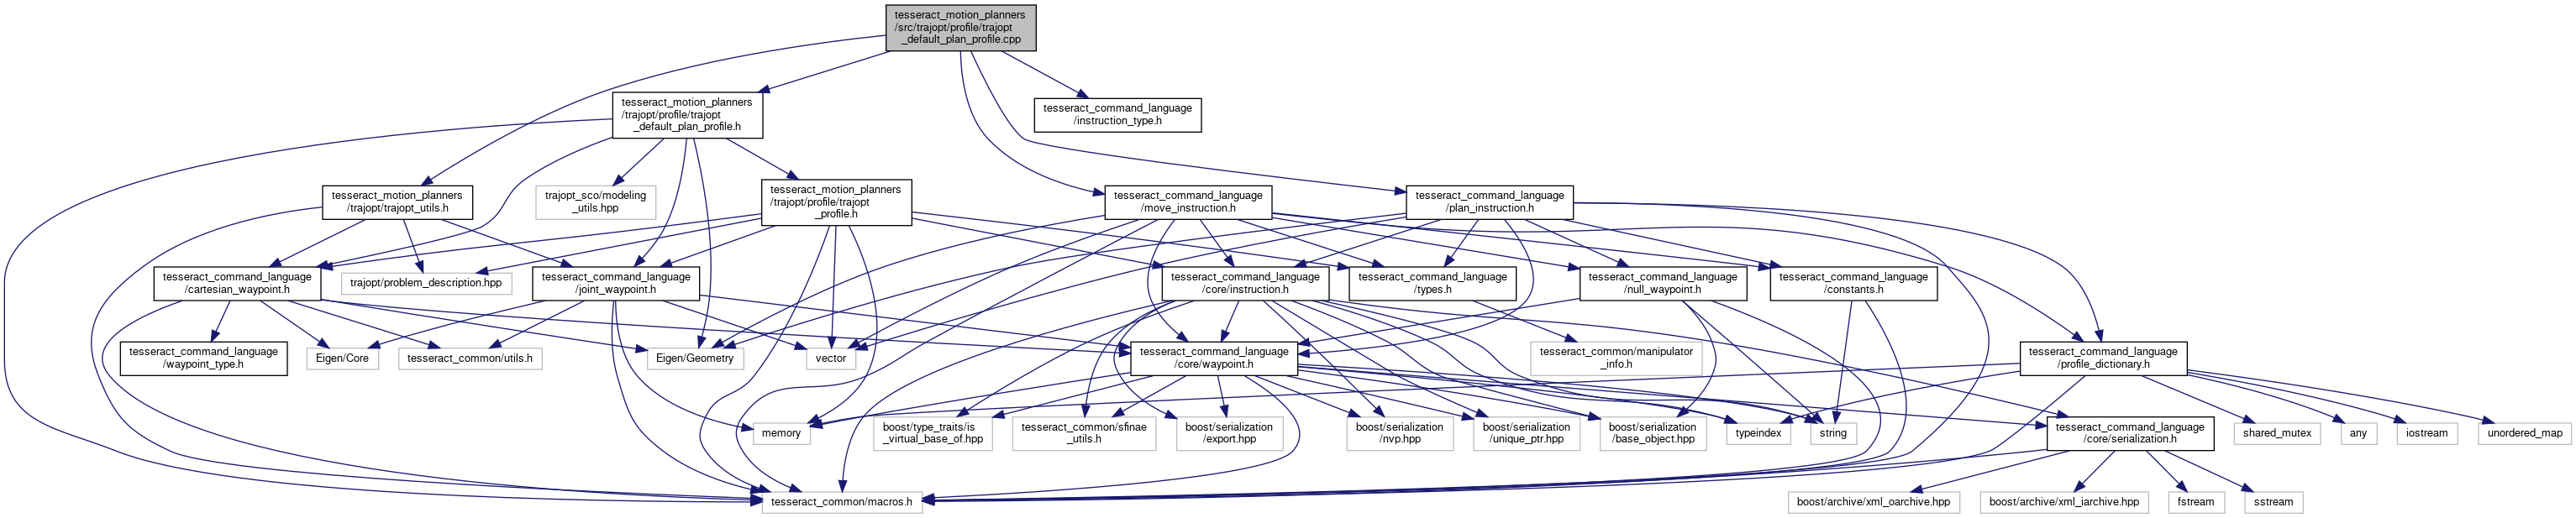 tesseract_motion_planners
/src/trajopt/profile/trajopt
_default_plan_profile.cpp
tesseract_motion_planners
/trajopt/profile/trajopt
_default_plan_profile.h
tesseract_command_language
/instruction_type.h
tesseract_motion_planners
/trajopt/trajopt_utils.h
trajopt_sco/modeling
_utils.hpp
tesseract_motion_planners
/trajopt/profile/trajopt
_profile.h
tesseract_command_language
/move_instruction.h
tesseract_command_language
/plan_instruction.h
tesseract_command_language
/cartesian_waypoint.h
trajopt/problem_description.hpp
tesseract_command_language
/joint_waypoint.h
tesseract_command_language
/core/instruction.h
tesseract_command_language
/types.h
tesseract_command_language
/null_waypoint.h
tesseract_command_language
/constants.h
tesseract_command_language
/waypoint_type.h
Eigen/Core
tesseract_common/utils.h
Eigen/Geometry
vector
tesseract_command_language
/core/waypoint.h
tesseract_common/manipulator
_info.h
tesseract_command_language
/profile_dictionary.h
memory
boost/type_traits/is
_virtual_base_of.hpp
tesseract_common/sfinae
_utils.h
boost/serialization
/export.hpp
boost/serialization
/nvp.hpp
boost/serialization
/unique_ptr.hpp
boost/serialization
/base_object.hpp
typeindex
string
tesseract_command_language
/core/serialization.h
shared_mutex
any
iostream
unordered_map
tesseract_common/macros.h
boost/archive/xml_oarchive.hpp
boost/archive/xml_iarchive.hpp
fstream
sstream